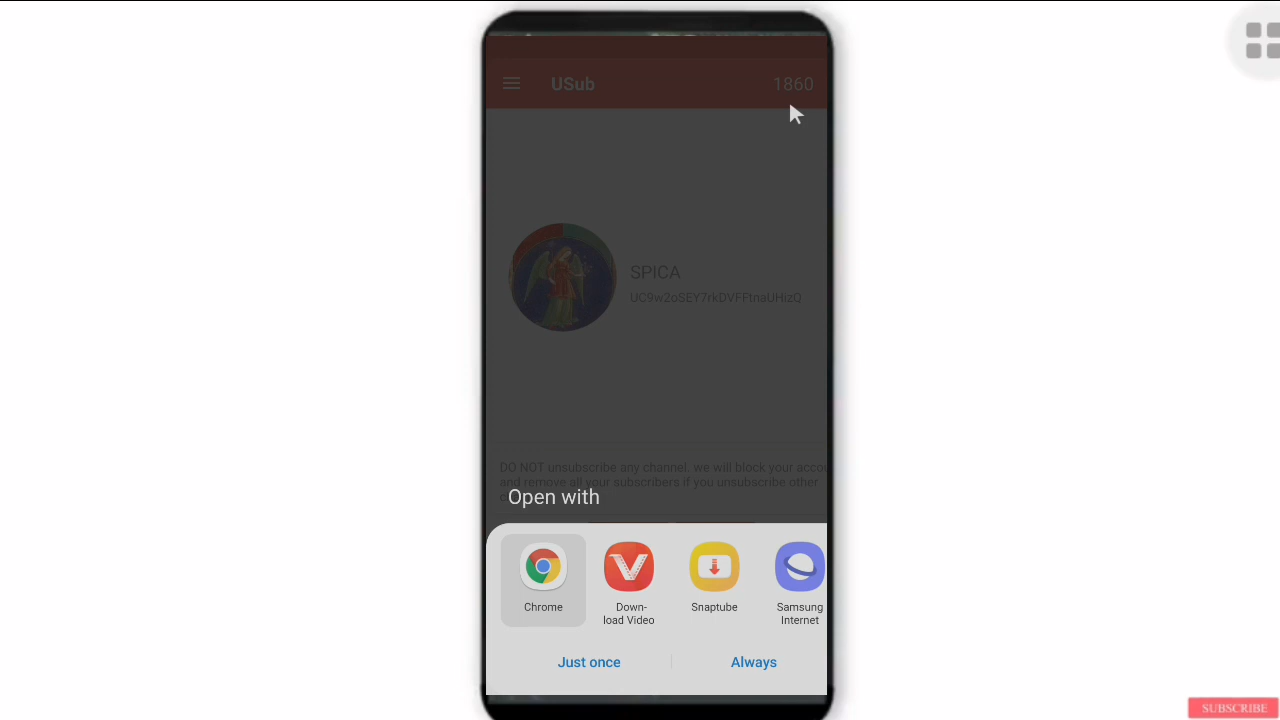 USub
1860
SPICA
UC9w2oSEY7rkDVFPtnaUHizQ
DO NOT unsubscribe any channel, we will block your accou
and remove all your subscribers if you unsubscribe other
Open with
Chrome
Down-
load Video
Snaptube
Samsung
Internet
Just once
Always
SUBSCRIBE